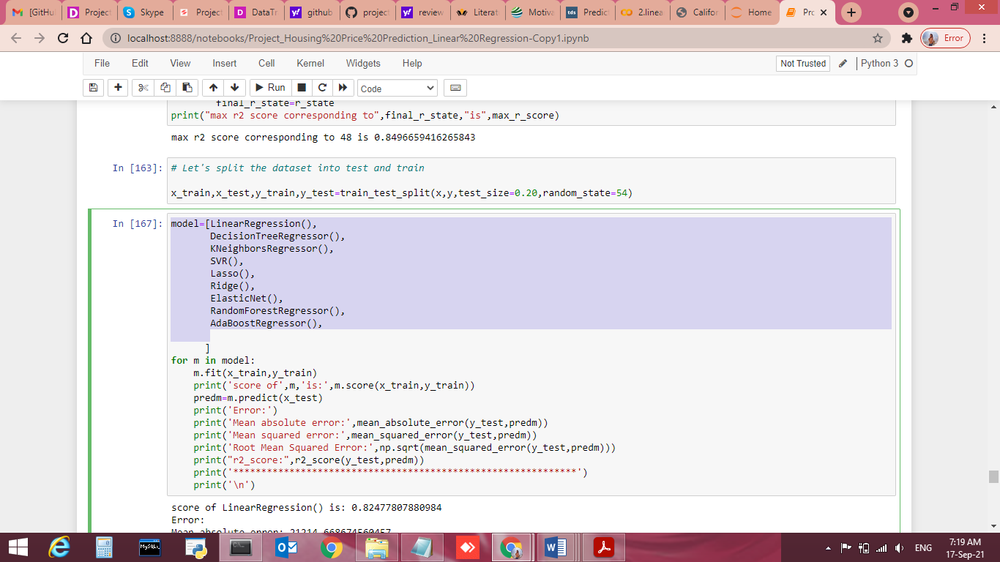 [GitHu
Project
Skype
Project
DataTr
github
project
review
Literat
Motiva
Predic
2.linea
Califor
Home
Pro
localhost:8888/notebooks/Project_Housing%20Price%20Prediction_Linear%20Regression-Copy1.ipynb
Error
File Edit View Insert Cell Kernel Widgets Help
Not Trusted
Python 3
Run
Code
final_r_state=r_state
print("max r2 score corresponding to",final_r_state,"is",max_r_score)
max r2 score corresponding to 48 is 0.8496659416265843
In [163]:
# Let's split the dataset into test and train
x_train,x_test,y_train,y_test=train_test_split(x,y,test_size=0.20,random_state=54)
In [167]:
model=[LinearRegression(),
DecisionTreeRegressor(),
KNeighborsRegressor(),
SVR(),
Lasso(),
Ridge(),
ElasticNet(),
RandomForestRegressor(),
AdaBoostRegressor(),
]
for m in model:
m.fit(x_train,y_train)
print('score of',m,'is:',m.score(x_train,y_train))
predm=m.predict(x_test)
print('Error:')
print('Mean absolute error:',mean_absolute_error(y_test,predm))
print('Mean squared error:',mean_squared_error(y_test,predm))
print('Root Mean Squared Error:',np.sqrt(mean_squared_error(y_test,predm)))
print("r2_score:",r2_score(y_test,predm))
print('*************************************************************')
print('\n')
score of LinearRegression() is: 0.82477807880984
Error:
Mean absolute error: 21214.668674560457
MySQL
ENG
7:19 AM
17-Sep-21